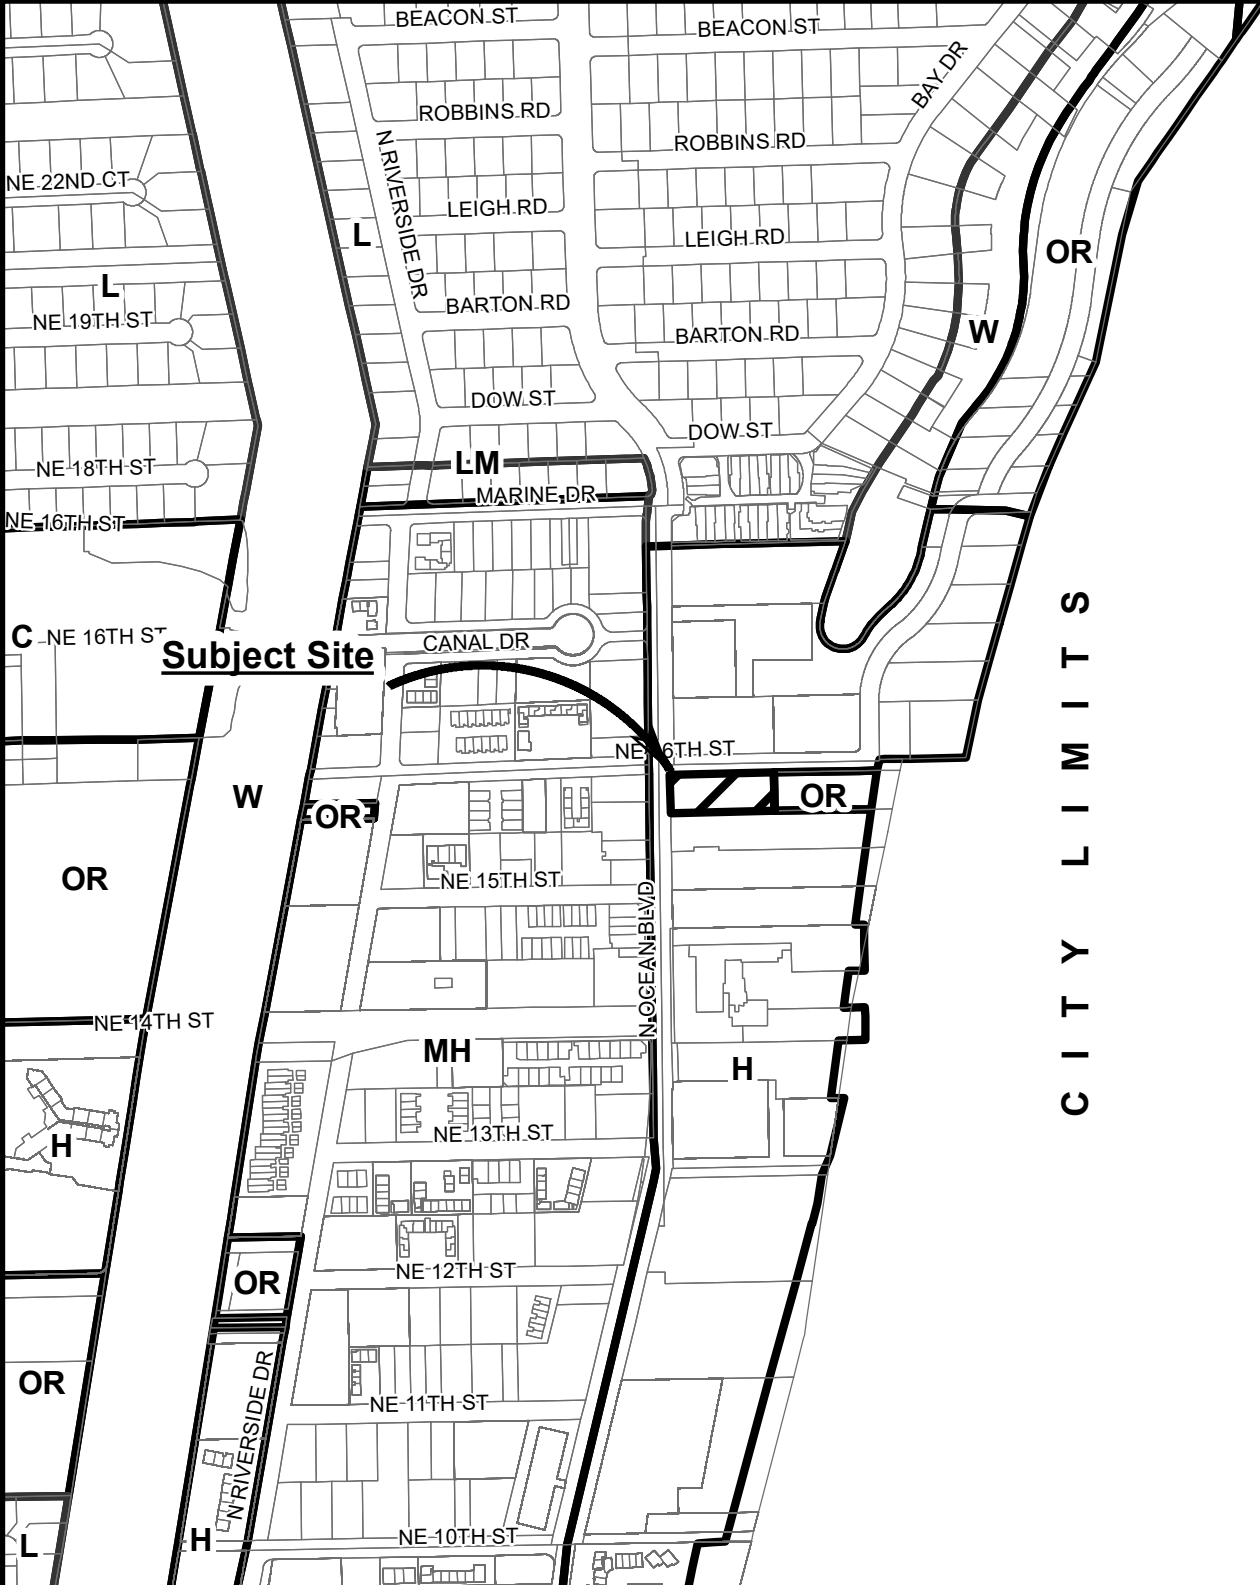 BEACON ST
BEACON ST
BAY DR
ROBBINS RD
ROBBINS RD
N RIVERSIDE DR
NE 22ND CT
LEIGH RD
L
LEIGH RD
OR
L
BARTON RD
NE 19TH ST
BARTON RD
W
DOW ST
DOW ST
LM
NE 18TH ST
MARINE DR
NE 16TH ST
C
NE 16TH ST
CANAL DR
Subject Site
CITY LIMITS
NE 16TH ST
W
OR
OR
OR
NE 15TH ST
N OCEAN BLVD
NE 14TH ST
MH
H
NE 13TH ST
H
NE 12TH ST
OR
OR
N RIVERSIDE DR
NE 11TH ST
NE 10TH ST
H
L